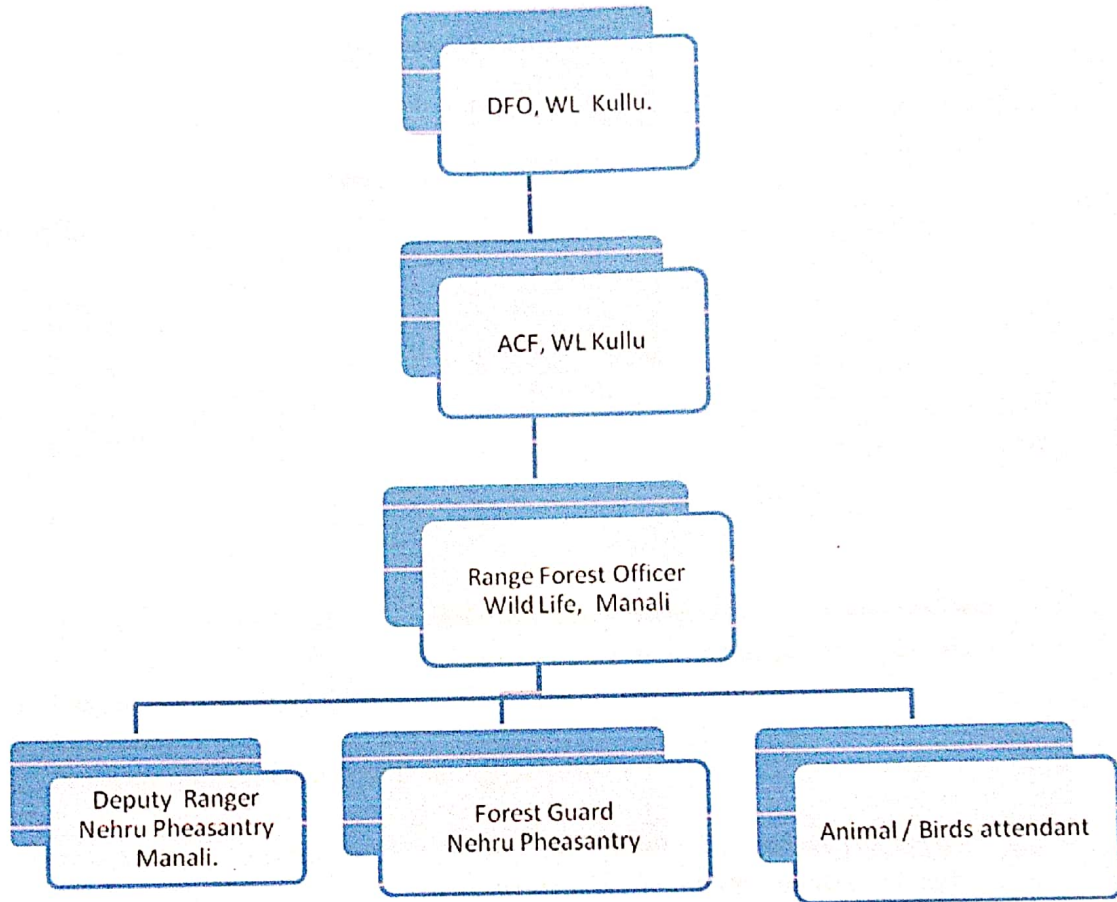 DFO, WL Kullu.
ACF, WL Kullu
Range Forest Officer
Wild Life, Manali
Deputy Ranger
Nehru Pheasantry
Manali.
Forest Guard
Nehru Pheasantry
Animal / Birds attendant